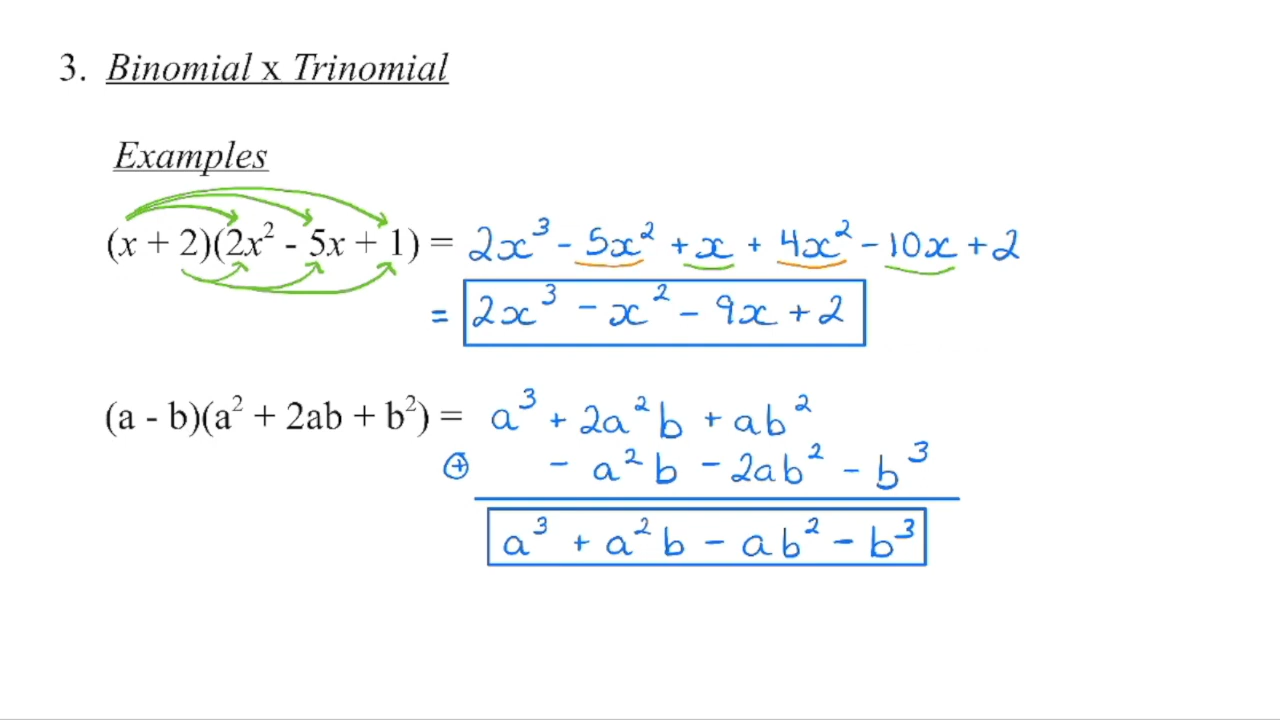 3. Binomial x Trinomial
Examples
(x + 2)(2x² - 5x + 1) = 2x³ - 5x² + x + 4x² - 10x + 2
= 2x³ - x² - 9x + 2
(a - b)(a² + 2ab + b²) = a³ + 2a²b + ab²
⊕ - a²b - 2ab² - b³
a³ + a²b - ab² - b³